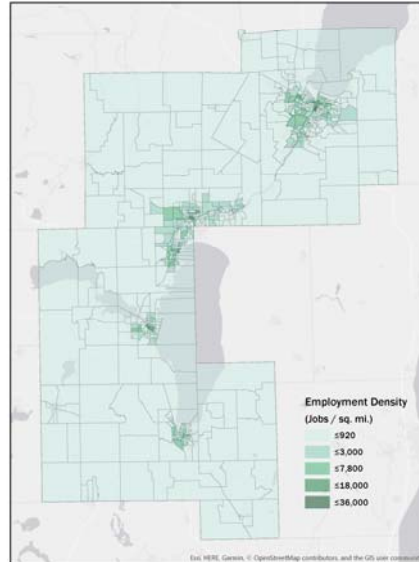 Employment Density
(Jobs / sq. mi.)
≤920
≤3,000
≤7,800
≤18,000
≤36,000
Esri, HERE, Garmin, © OpenStreetMap contributors, and the GIS user commun